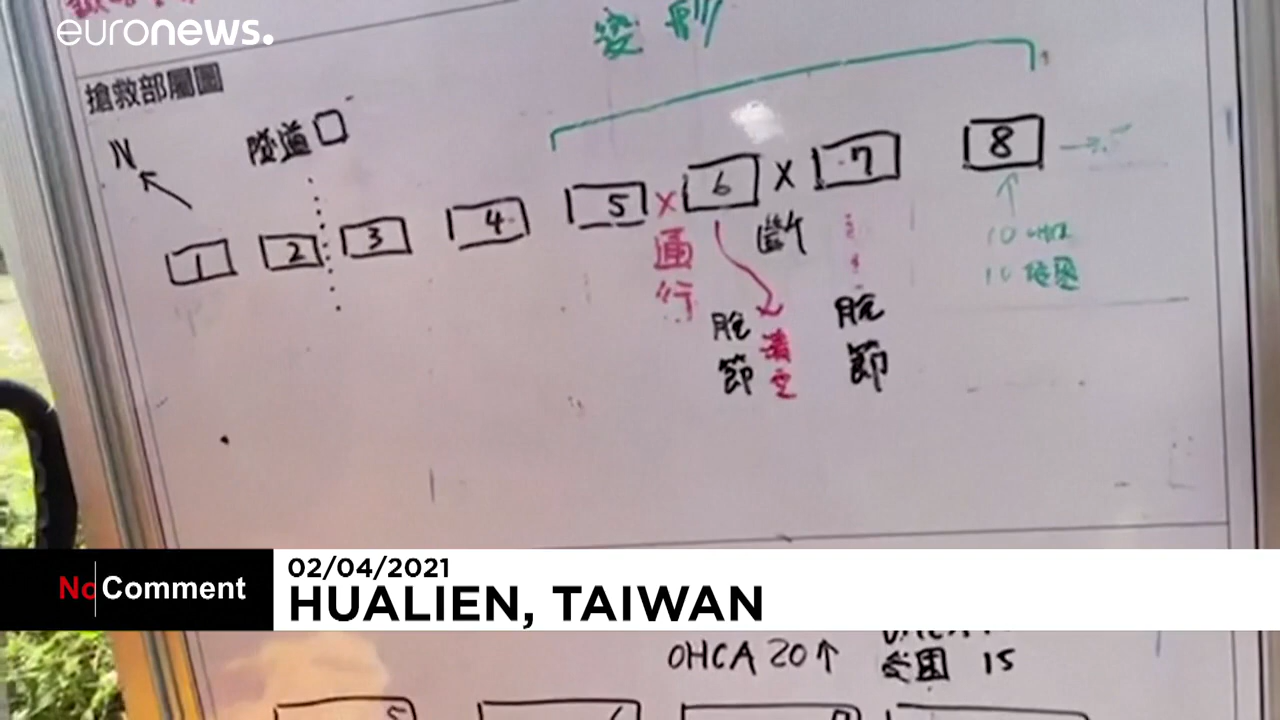 euronews.
變形
搶救部屬圖
N
隧道口
1 2 3 4 5 X 6 X 7 8
通行
斷
10 OHCA
10 受困
脫節
清空
脫節
NoComment
02/04/2021
HUALIEN, TAIWAN
OHCA 20↑
受困 15
5